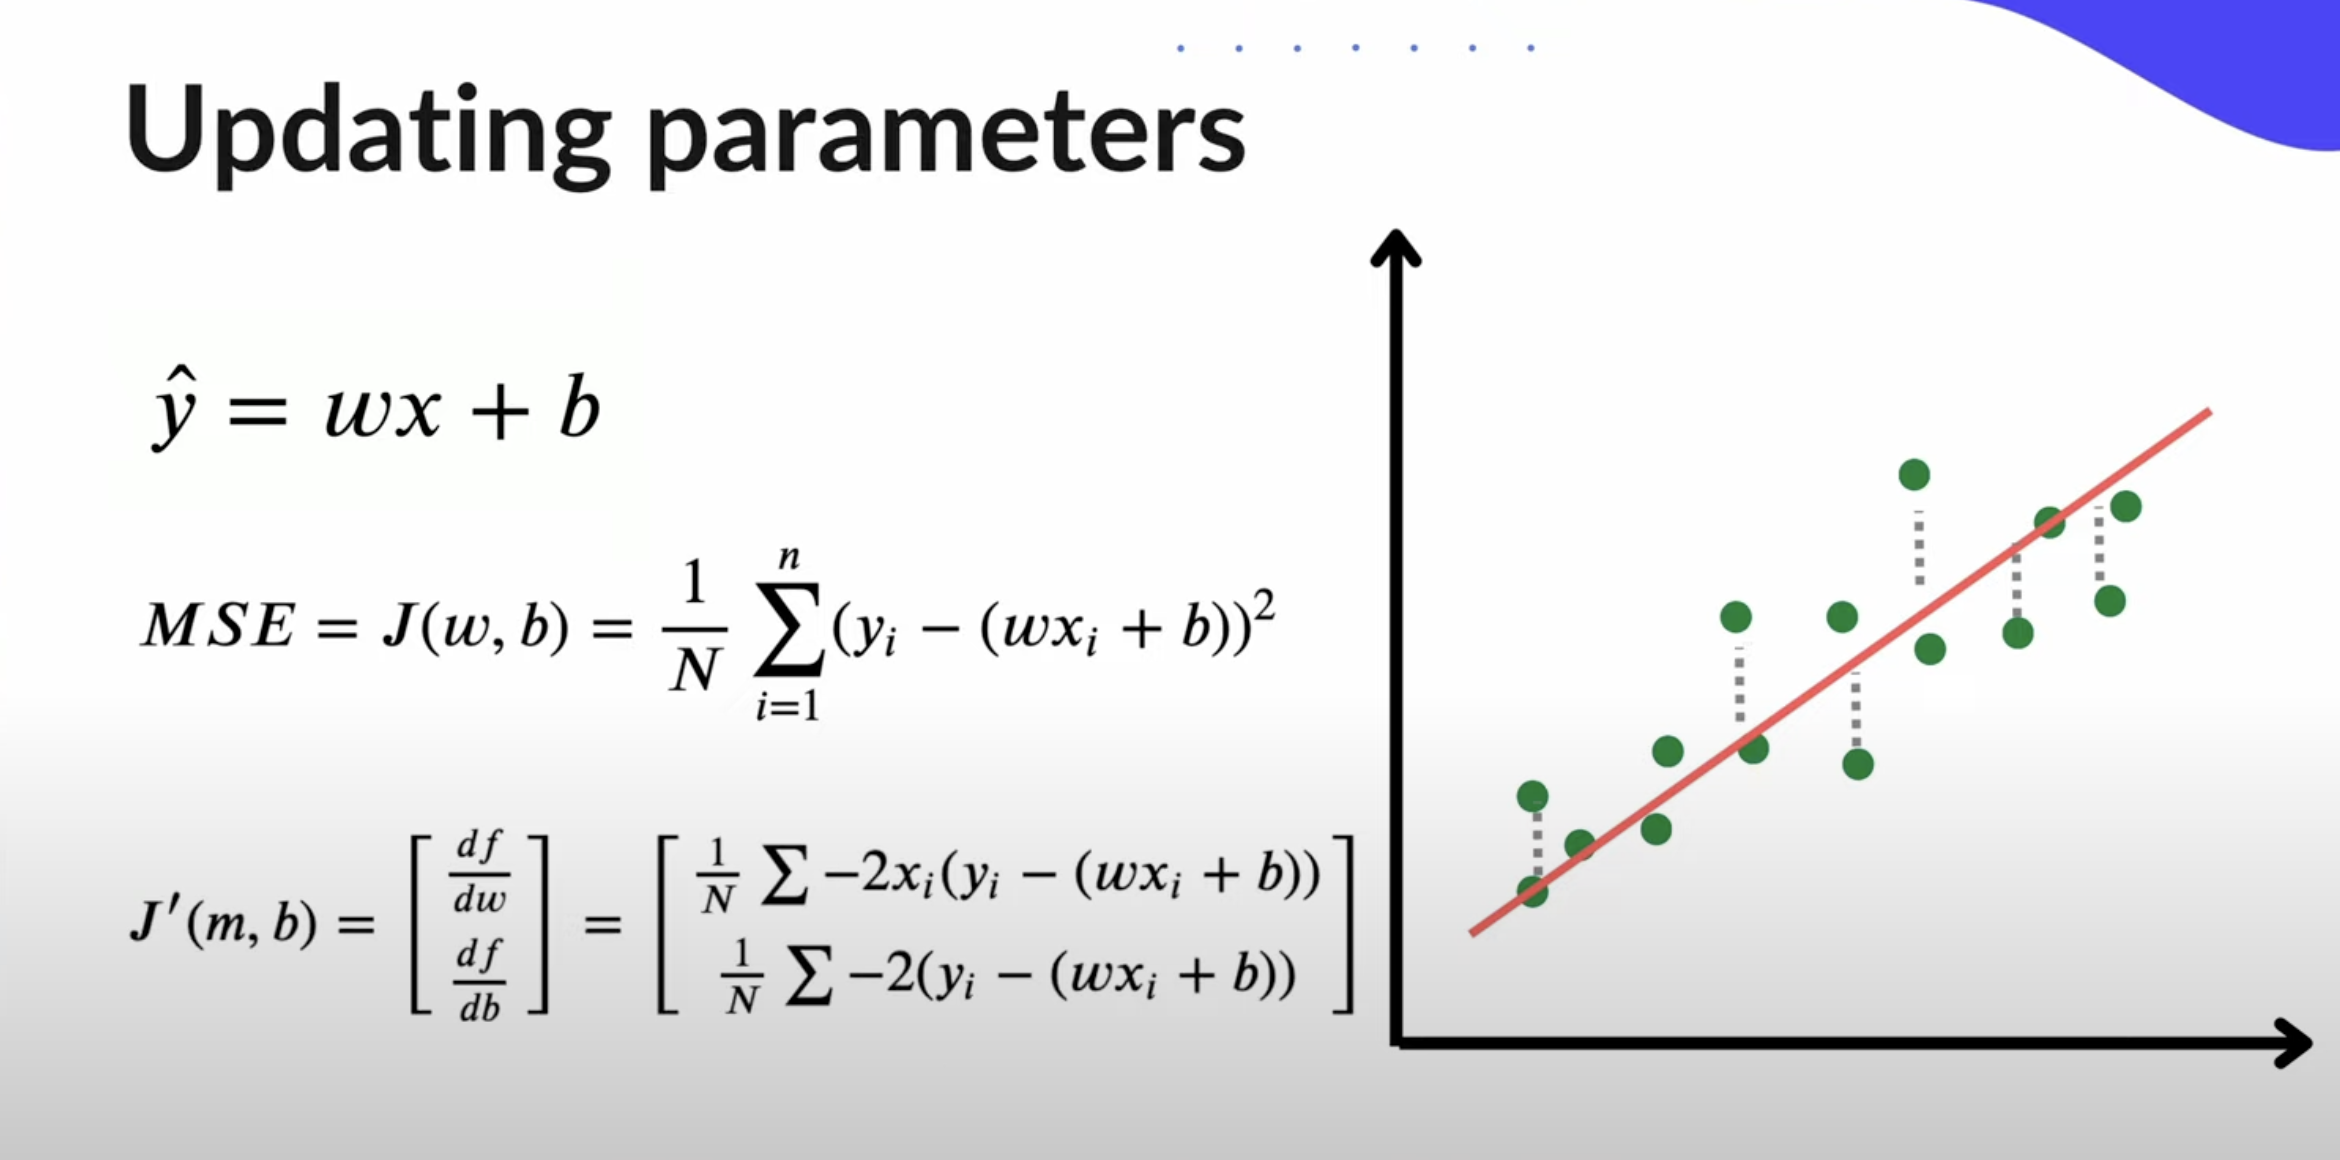 Updating parameters
ŷ = wx + b
MSE = J(w, b) = \frac{1}{N} \sum_{i=1}^{n} (y_i − (wx_i + b))^2
J′(m, b) = \begin{bmatrix} \frac{df}{dw} \\ \frac{df}{db} \end{bmatrix} = \begin{bmatrix} \frac{1}{N} \sum −2x_i(y_i − (wx_i + b)) \\ \frac{1}{N} \sum −2(y_i − (wx_i + b)) \end{bmatrix}